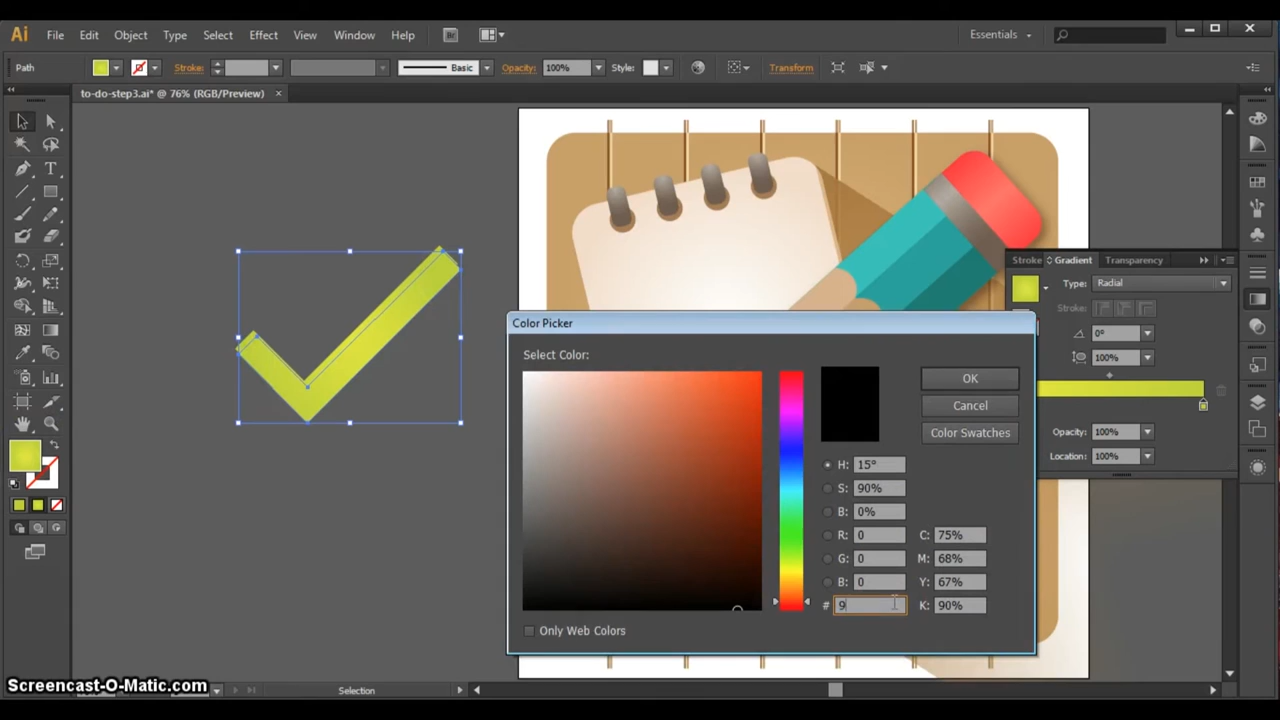 Ai File Edit Object Type Select Effect View Window Help Br Essentials
Path Stroke: Basic Opacity: 100% Style: Transform
to-do-step3.ai* @ 76% (RGB/Preview) ×
Stroke Gradient Transparency
Type: Radial
Stroke:
0°
100%
Opacity: 100%
Location: 100%
Color Picker
Select Color:
OK
Cancel
Color Swatches
H: 15°
S: 90%
B: 0%
R: 0 C: 75%
G: 0 M: 68%
B: 0 Y: 67%
# 9 K: 90%
Only Web Colors
T
Screencast-O-Matic.com
Selection